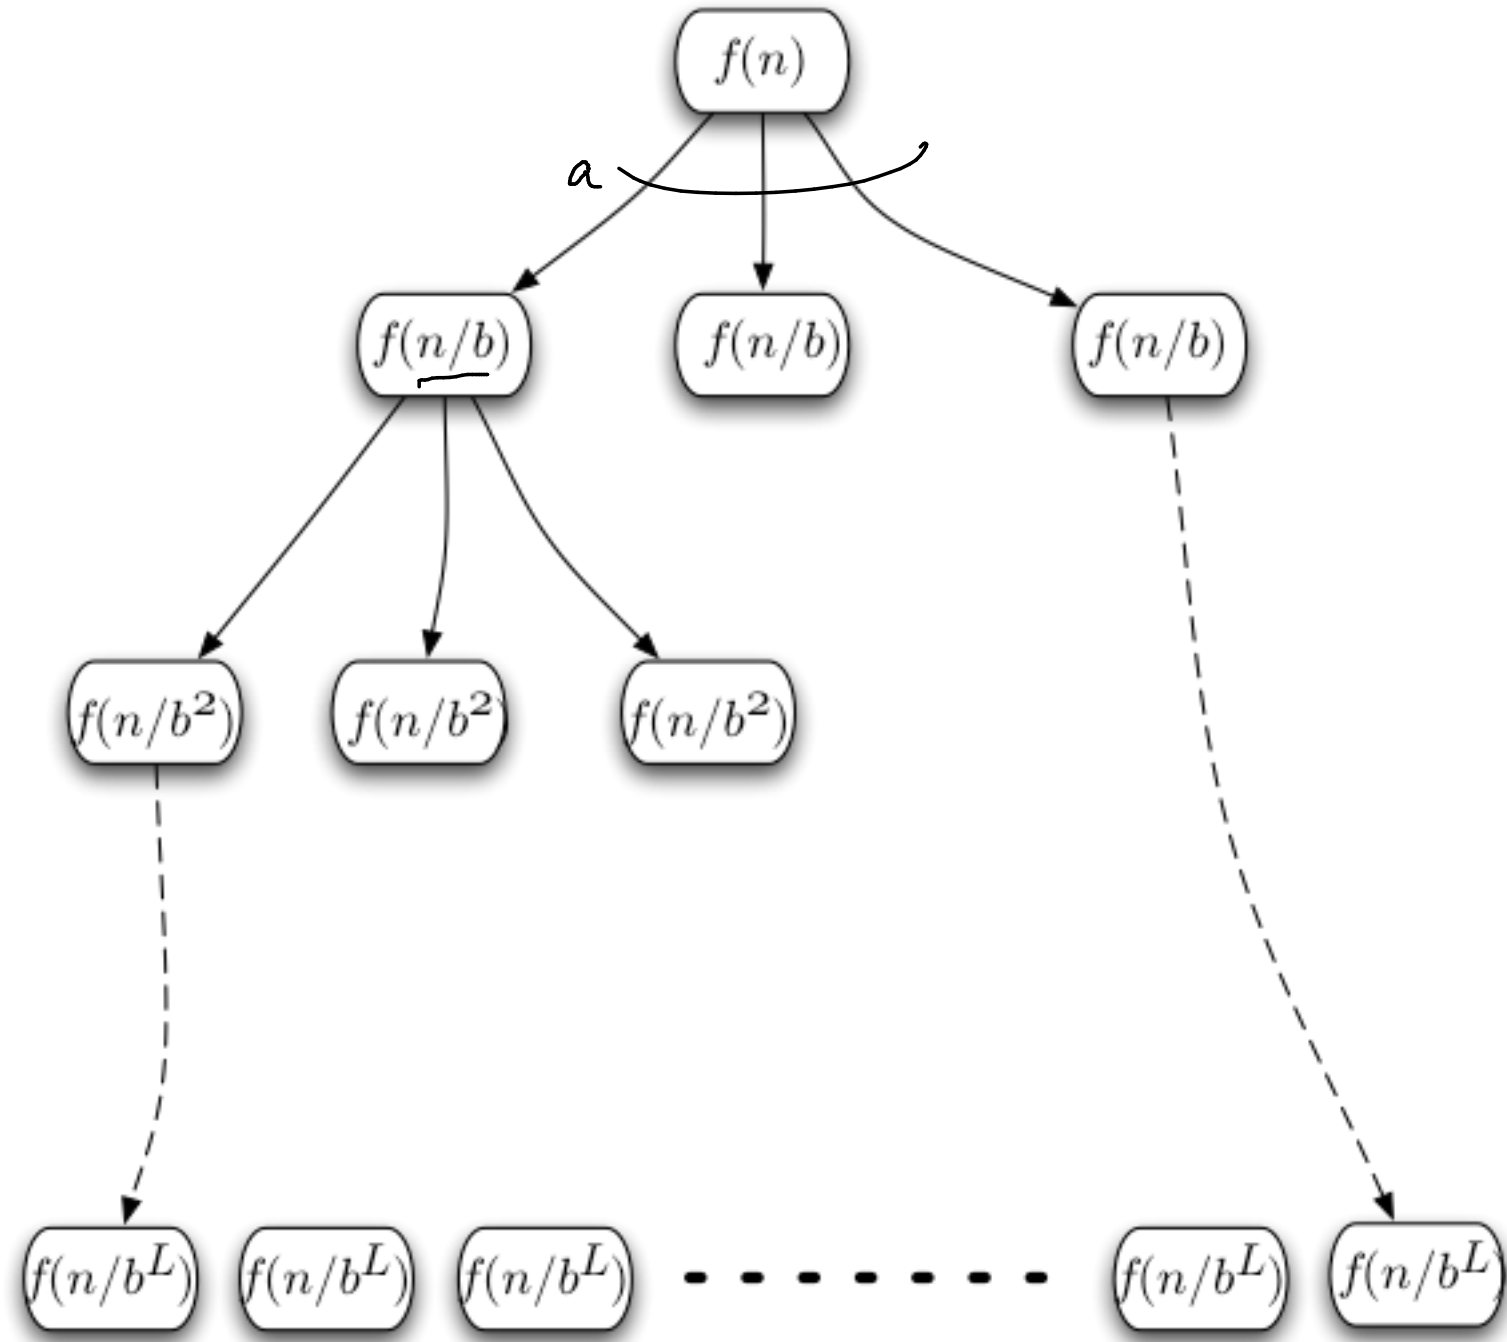 f(n)
a
f(n/b) f(n/b) f(n/b)
f(n/b²) f(n/b²) f(n/b²)
f(n/b^L) f(n/b^L) f(n/b^L) f(n/b^L) f(n/b^L)